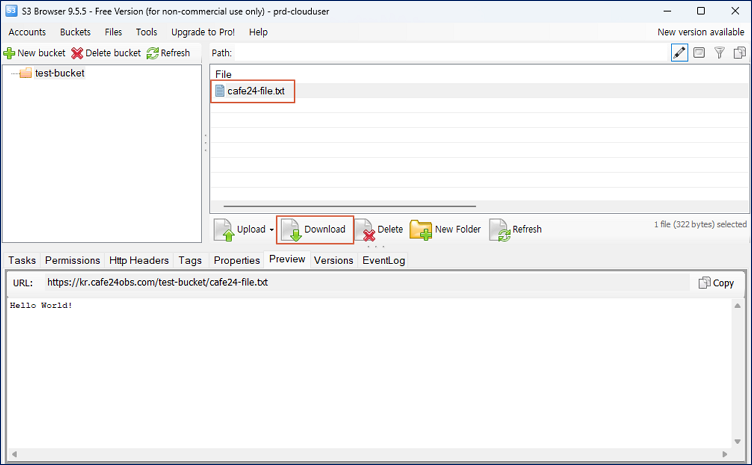 S3 S3 Browser 9.5.5 - Free Version (for non-commercial use only) - prd-clouduser
Accounts Buckets Files Tools Upgrade to Pro! Help New version available
New bucket Delete bucket Refresh Path:
test-bucket
File
cafe24-file.txt
Upload Download Delete New Folder Refresh 1 file (322 bytes) selected
Tasks Permissions Http Headers Tags Properties Preview Versions EventLog
URL: https://kr.cafe24obs.com/test-bucket/cafe24-file.txt Copy
Hello World!